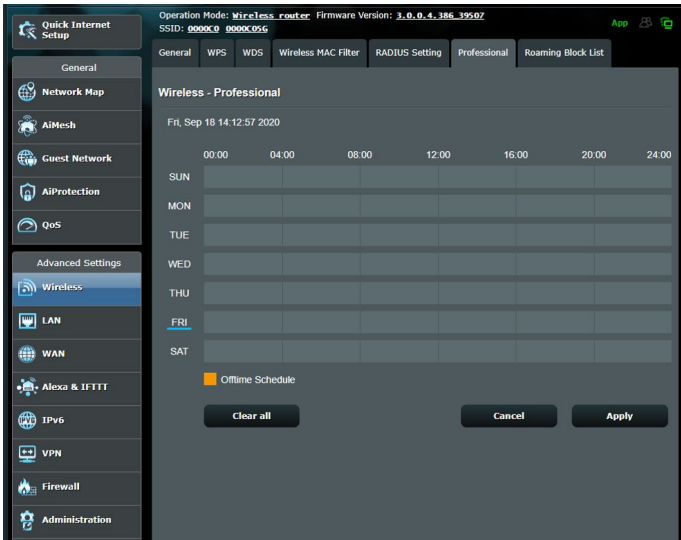 Quick Internet
Setup
General
Network Map
AiMesh
Guest Network
AiProtection
QoS
Advanced Settings
Wireless
LAN
WAN
Alexa & IFTTT
IPv6
VPN
Firewall
Administration
Operation Mode: Wireless router Firmware Version: 3.0.0.4.386_39507
SSID: 0000C0 0000C05G
App
General WPS WDS Wireless MAC Filter RADIUS Setting Professional Roaming Block List
Wireless - Professional
Fri, Sep 18 14:12:57 2020
00:00 04:00 08:00 12:00 16:00 20:00 24:00
SUN
MON
TUE
WED
THU
FRI
SAT
Offtime Schedule
Clear all Cancel Apply